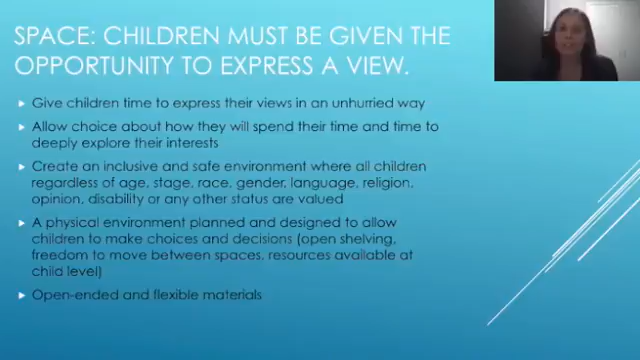 SPACE: CHILDREN MUST BE GIVEN THE
OPPORTUNITY TO EXPRESS A VIEW.
Give children time to express their views in an unhurried way
Allow choice about how they will spend their time and time to
deeply explore their interests
Create an inclusive and safe environment where all children
regardless of age, stage, race, gender, language, religion,
opinion, disability or any other status are valued
A physical environment planned and designed to allow
children to make choices and decisions (open shelving,
freedom to move between spaces, resources available at
child level)
Open-ended and flexible materials